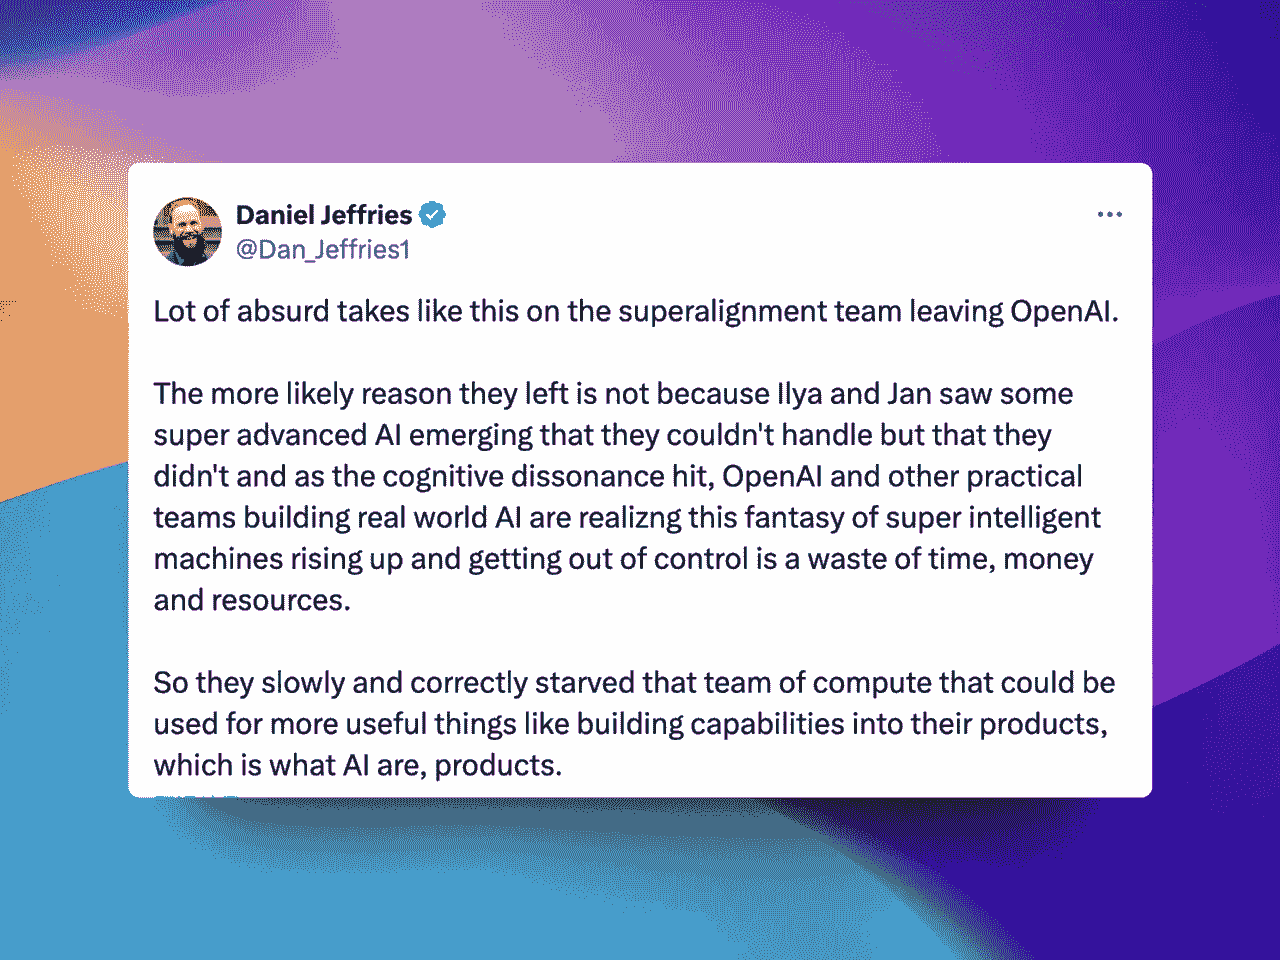 Daniel Jeffries
@Dan_Jeffries1
Lot of absurd takes like this on the superalignment team leaving OpenAI.
The more likely reason they left is not because Ilya and Jan saw some
super advanced AI emerging that they couldn't handle but that they
didn't and as the cognitive dissonance hit, OpenAI and other practical
teams building real world AI are realizng this fantasy of super intelligent
machines rising up and getting out of control is a waste of time, money
and resources.
So they slowly and correctly starved that team of compute that could be
used for more useful things like building capabilities into their products,
which is what AI are, products.